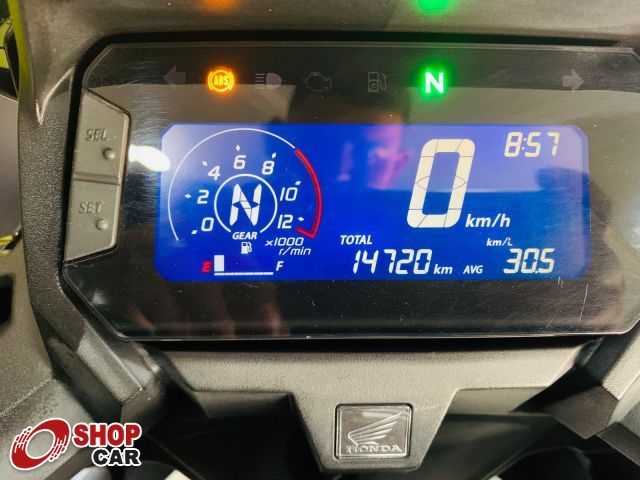 ABS
N
SEL
SET
8:57
0 2 4 6 8 10 12
N
GEAR
x1000
r/min
0 km/h
E F
TOTAL
14720 km
km/L
AVG 30.5
HONDA
SHOP
CAR